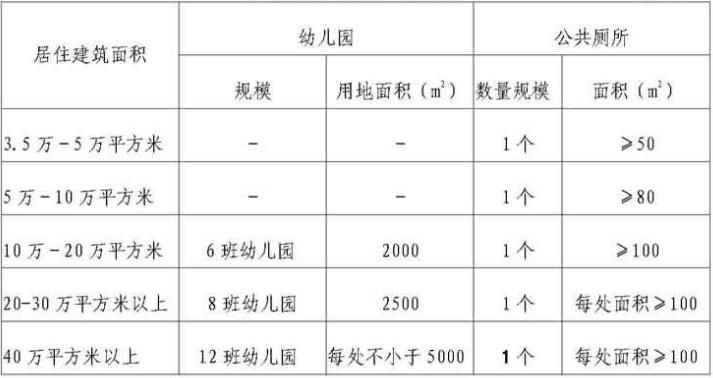 居住建筑面积 幼儿园 公共厕所
规模 用地面积（m²） 数量规模 面积（m²）
3.5万－5万平方米 － － 1个 ≥50
5万－10万平方米 － － 1个 ≥80
10万－20万平方米 6班幼儿园 2000 1个 ≥100
20-30万平方米以上 8班幼儿园 2500 1个 每处面积≥100
40万平方米以上 12班幼儿园 每处不小于5000 1个 每处面积≥100